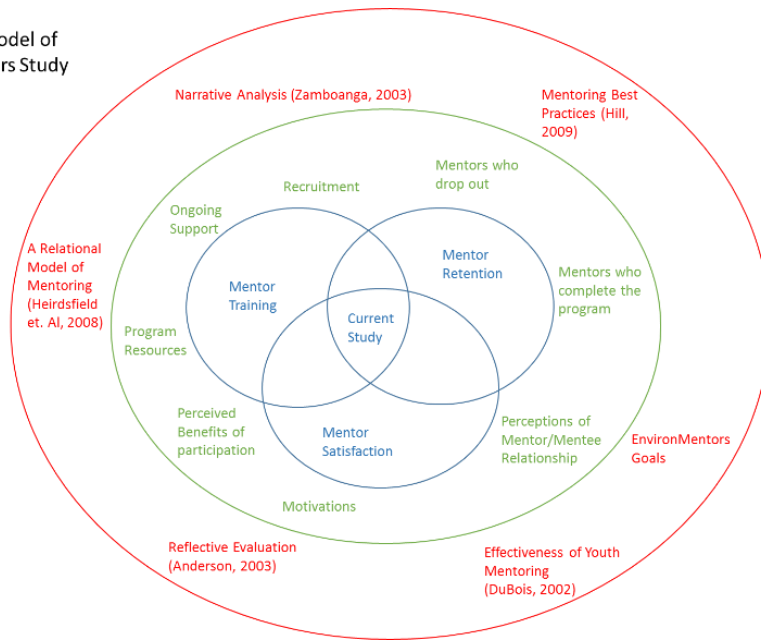 odel of
rs Study
Narrative Analysis (Zamboanga, 2003)
Mentoring Best
Practices (Hill,
2009)
Mentors who
drop out
Recruitment
Ongoing
Support
A Relational
Model of
Mentoring
(Heirdsfield
et. Al, 2008)
Mentor
Training
Mentor
Retention
Mentors who
complete the
program
Current
Study
Program
Resources
Perceived
Benefits of
participation
Mentor
Satisfaction
Perceptions of
Mentor/Mentee
Relationship
EnvironMentors
Goals
Motivations
Reflective Evaluation
(Anderson, 2003)
Effectiveness of Youth
Mentoring
(DuBois, 2002)